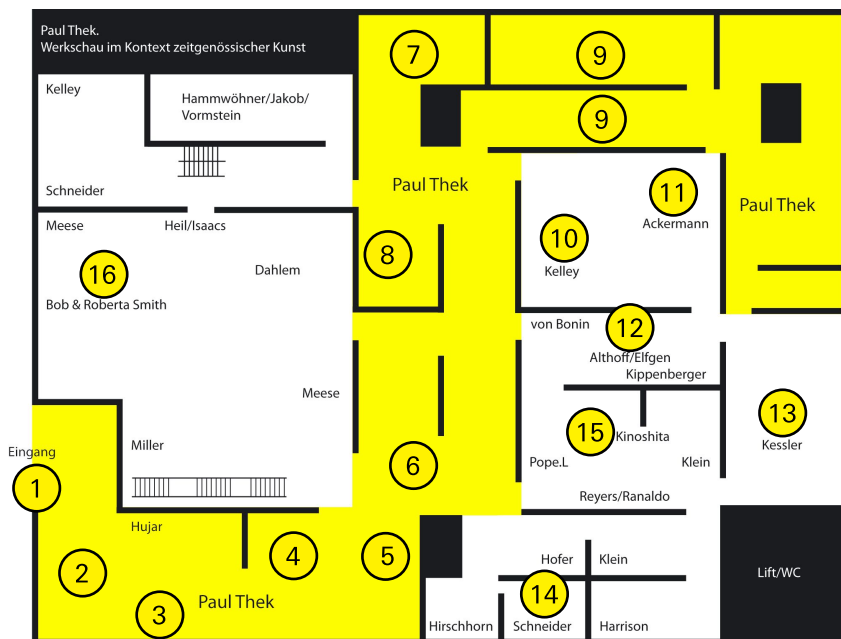 Paul Thek.
Werkschau im Kontext zeitgenössischer Kunst
7
9
Kelley
Hammwöhner/Jakob/
Vormstein
9
Schneider
Paul Thek
11
Ackermann
Paul Thek
Meese
Heil/Isaacs
8
10
Kelley
16
Dahlem
Bob & Roberta Smith
von Bonin
12
Althoff/Elfgen
Kippenberger
Meese
13
Kessler
15
Kinoshita
Miller
Eingang
6
Pope.L
Klein
1
Reyers/Ranaldo
Hujar
4
5
Hofer
Klein
2
Lift/WC
14
3
Paul Thek
Hirschhorn
Schneider
Harrison